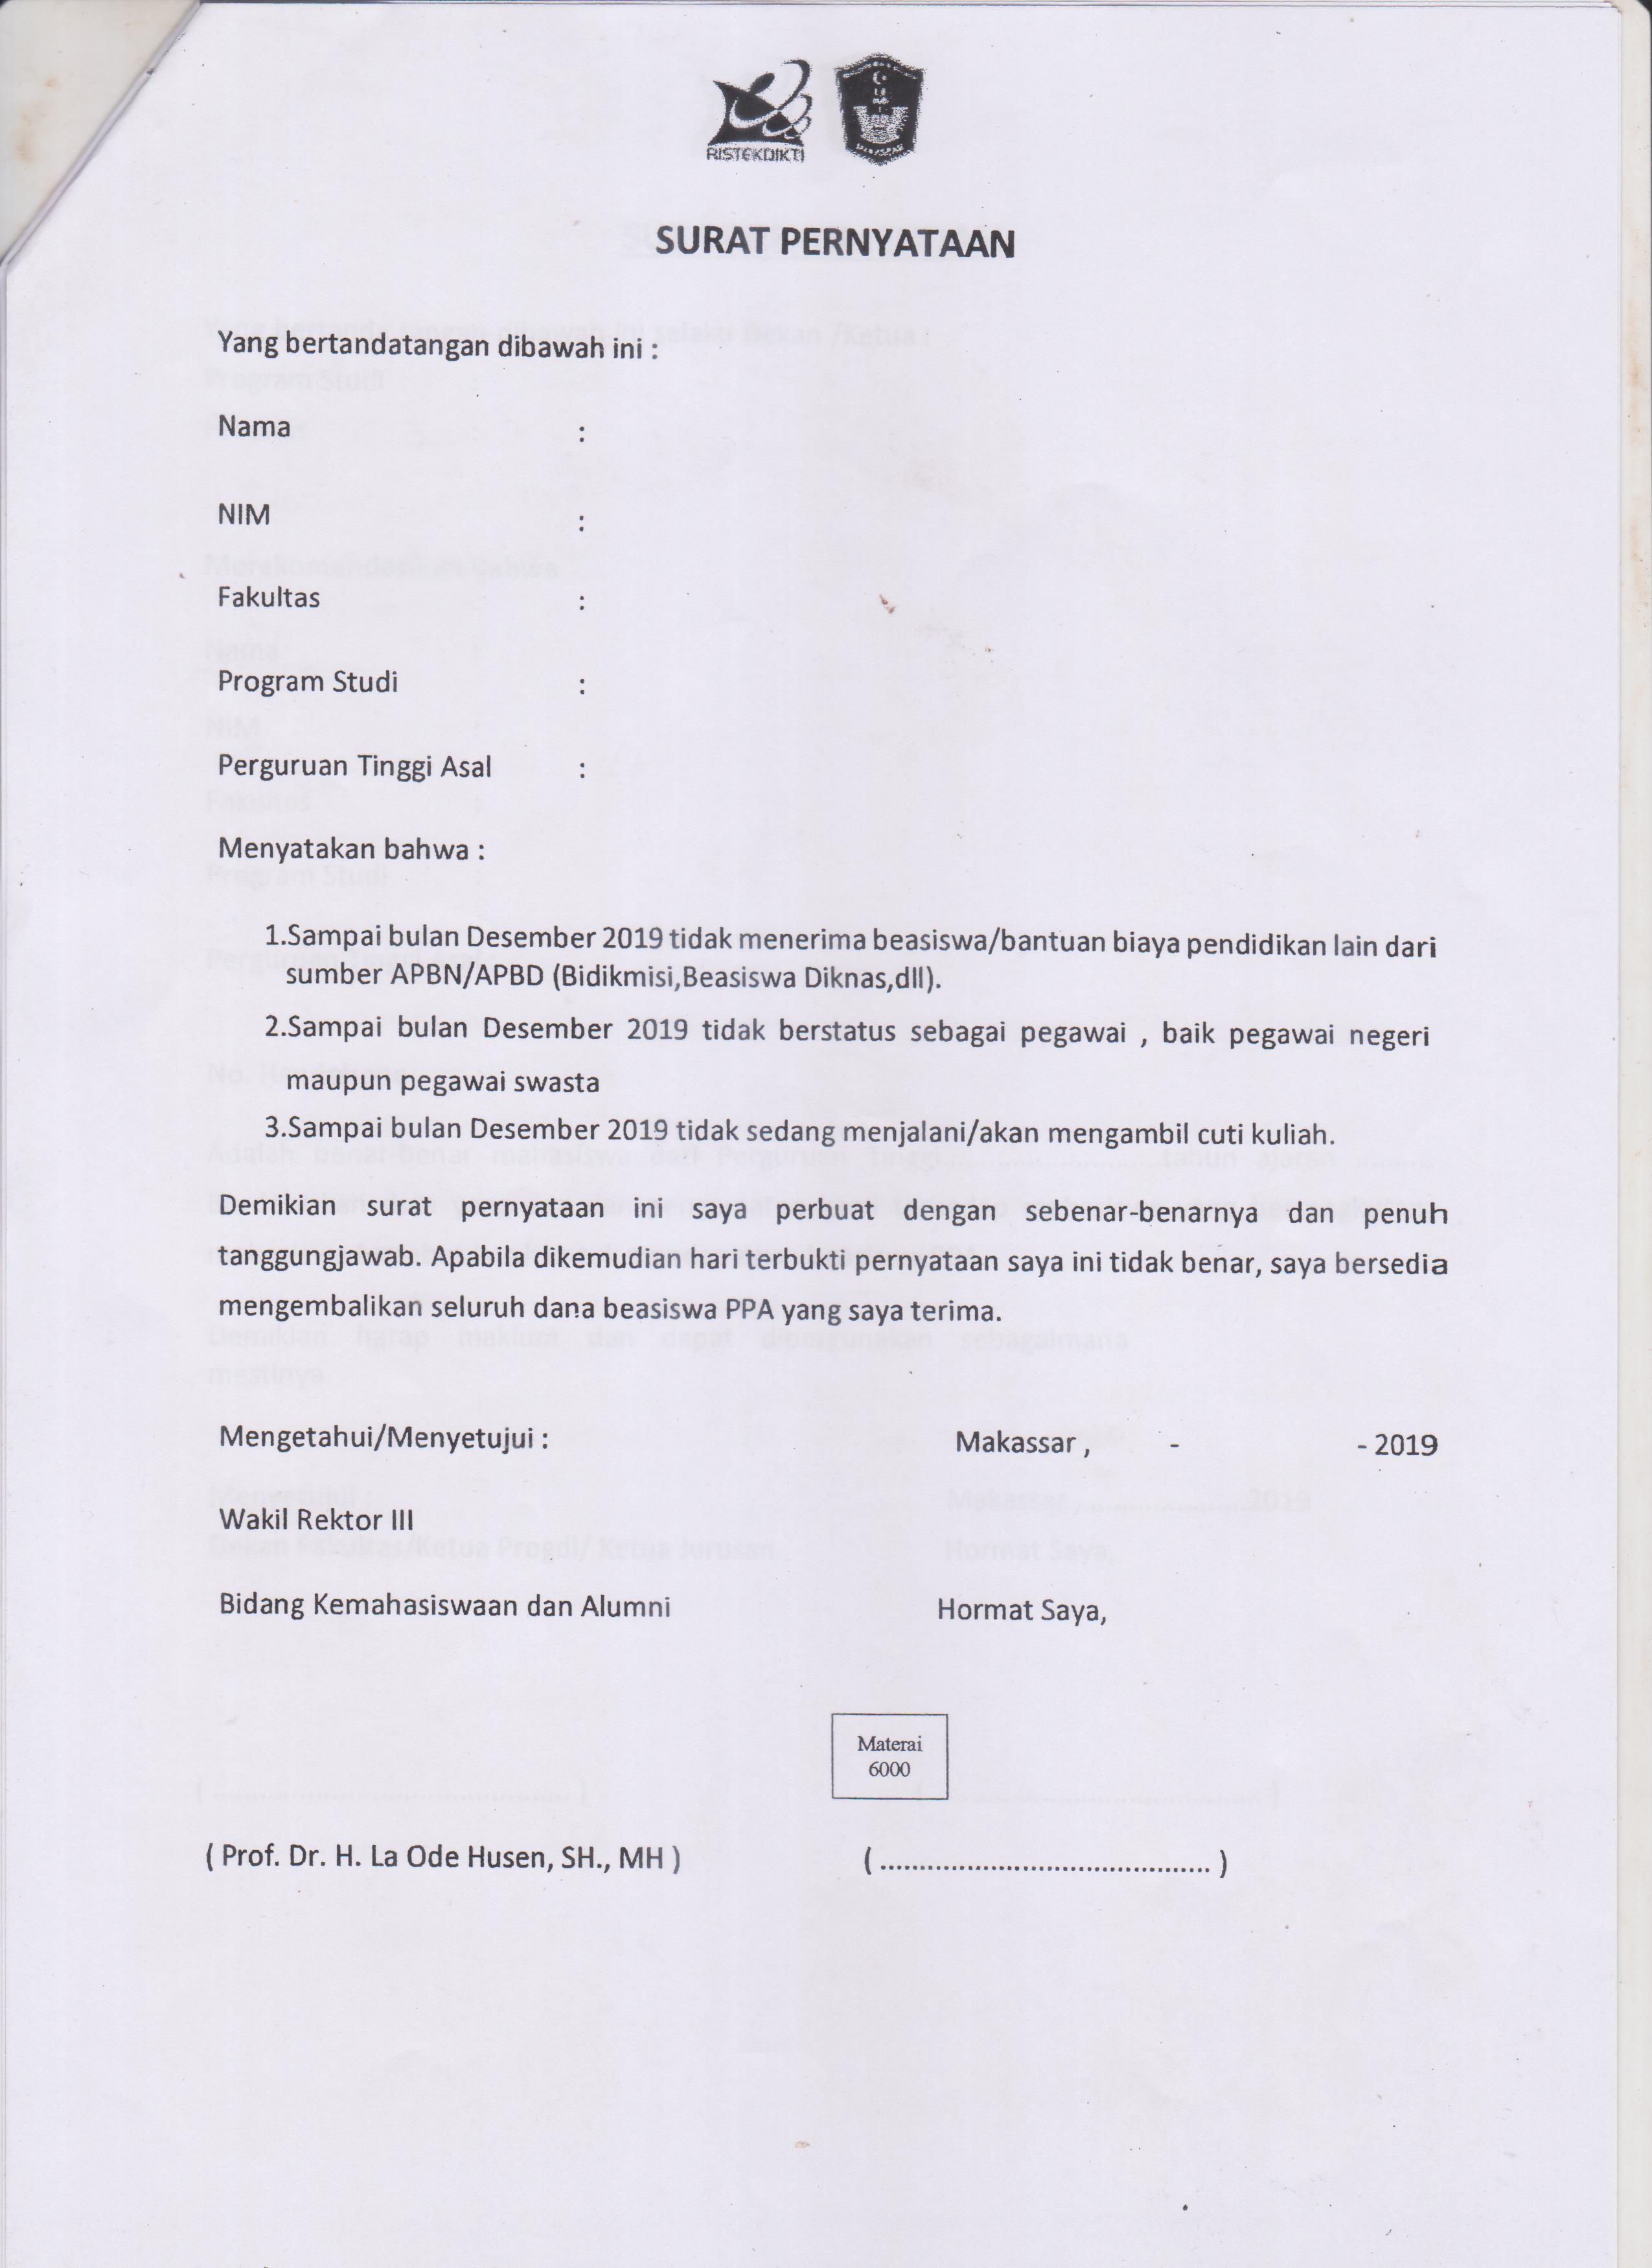 RISTEKDIKTI
SURAT PERNYATAAN
Yang bertandatangan dibawah ini :
Nama :
NIM :
Fakultas :
Program Studi :
Perguruan Tinggi Asal :
Menyatakan bahwa :
1.Sampai bulan Desember 2019 tidak menerima beasiswa/bantuan biaya pendidikan lain dari
sumber APBN/APBD (Bidikmisi,Beasiswa Diknas,dll).
2.Sampai bulan Desember 2019 tidak berstatus sebagai pegawai , baik pegawai negeri
maupun pegawai swasta
3.Sampai bulan Desember 2019 tidak sedang menjalani/akan mengambil cuti kuliah.
Demikian surat pernyataan ini saya perbuat dengan sebenar-benarnya dan penuh
tanggungjawab. Apabila dikemudian hari terbukti pernyataan saya ini tidak benar, saya bersedia
mengembalikan seluruh dana beasiswa PPA yang saya terima.
Mengetahui/Menyetujui :
Makassar , - - 2019
Wakil Rektor III
Bidang Kemahasiswaan dan Alumni
Hormat Saya,
Materai
6000
( Prof. Dr. H. La Ode Husen, SH., MH )
( .......................................... )